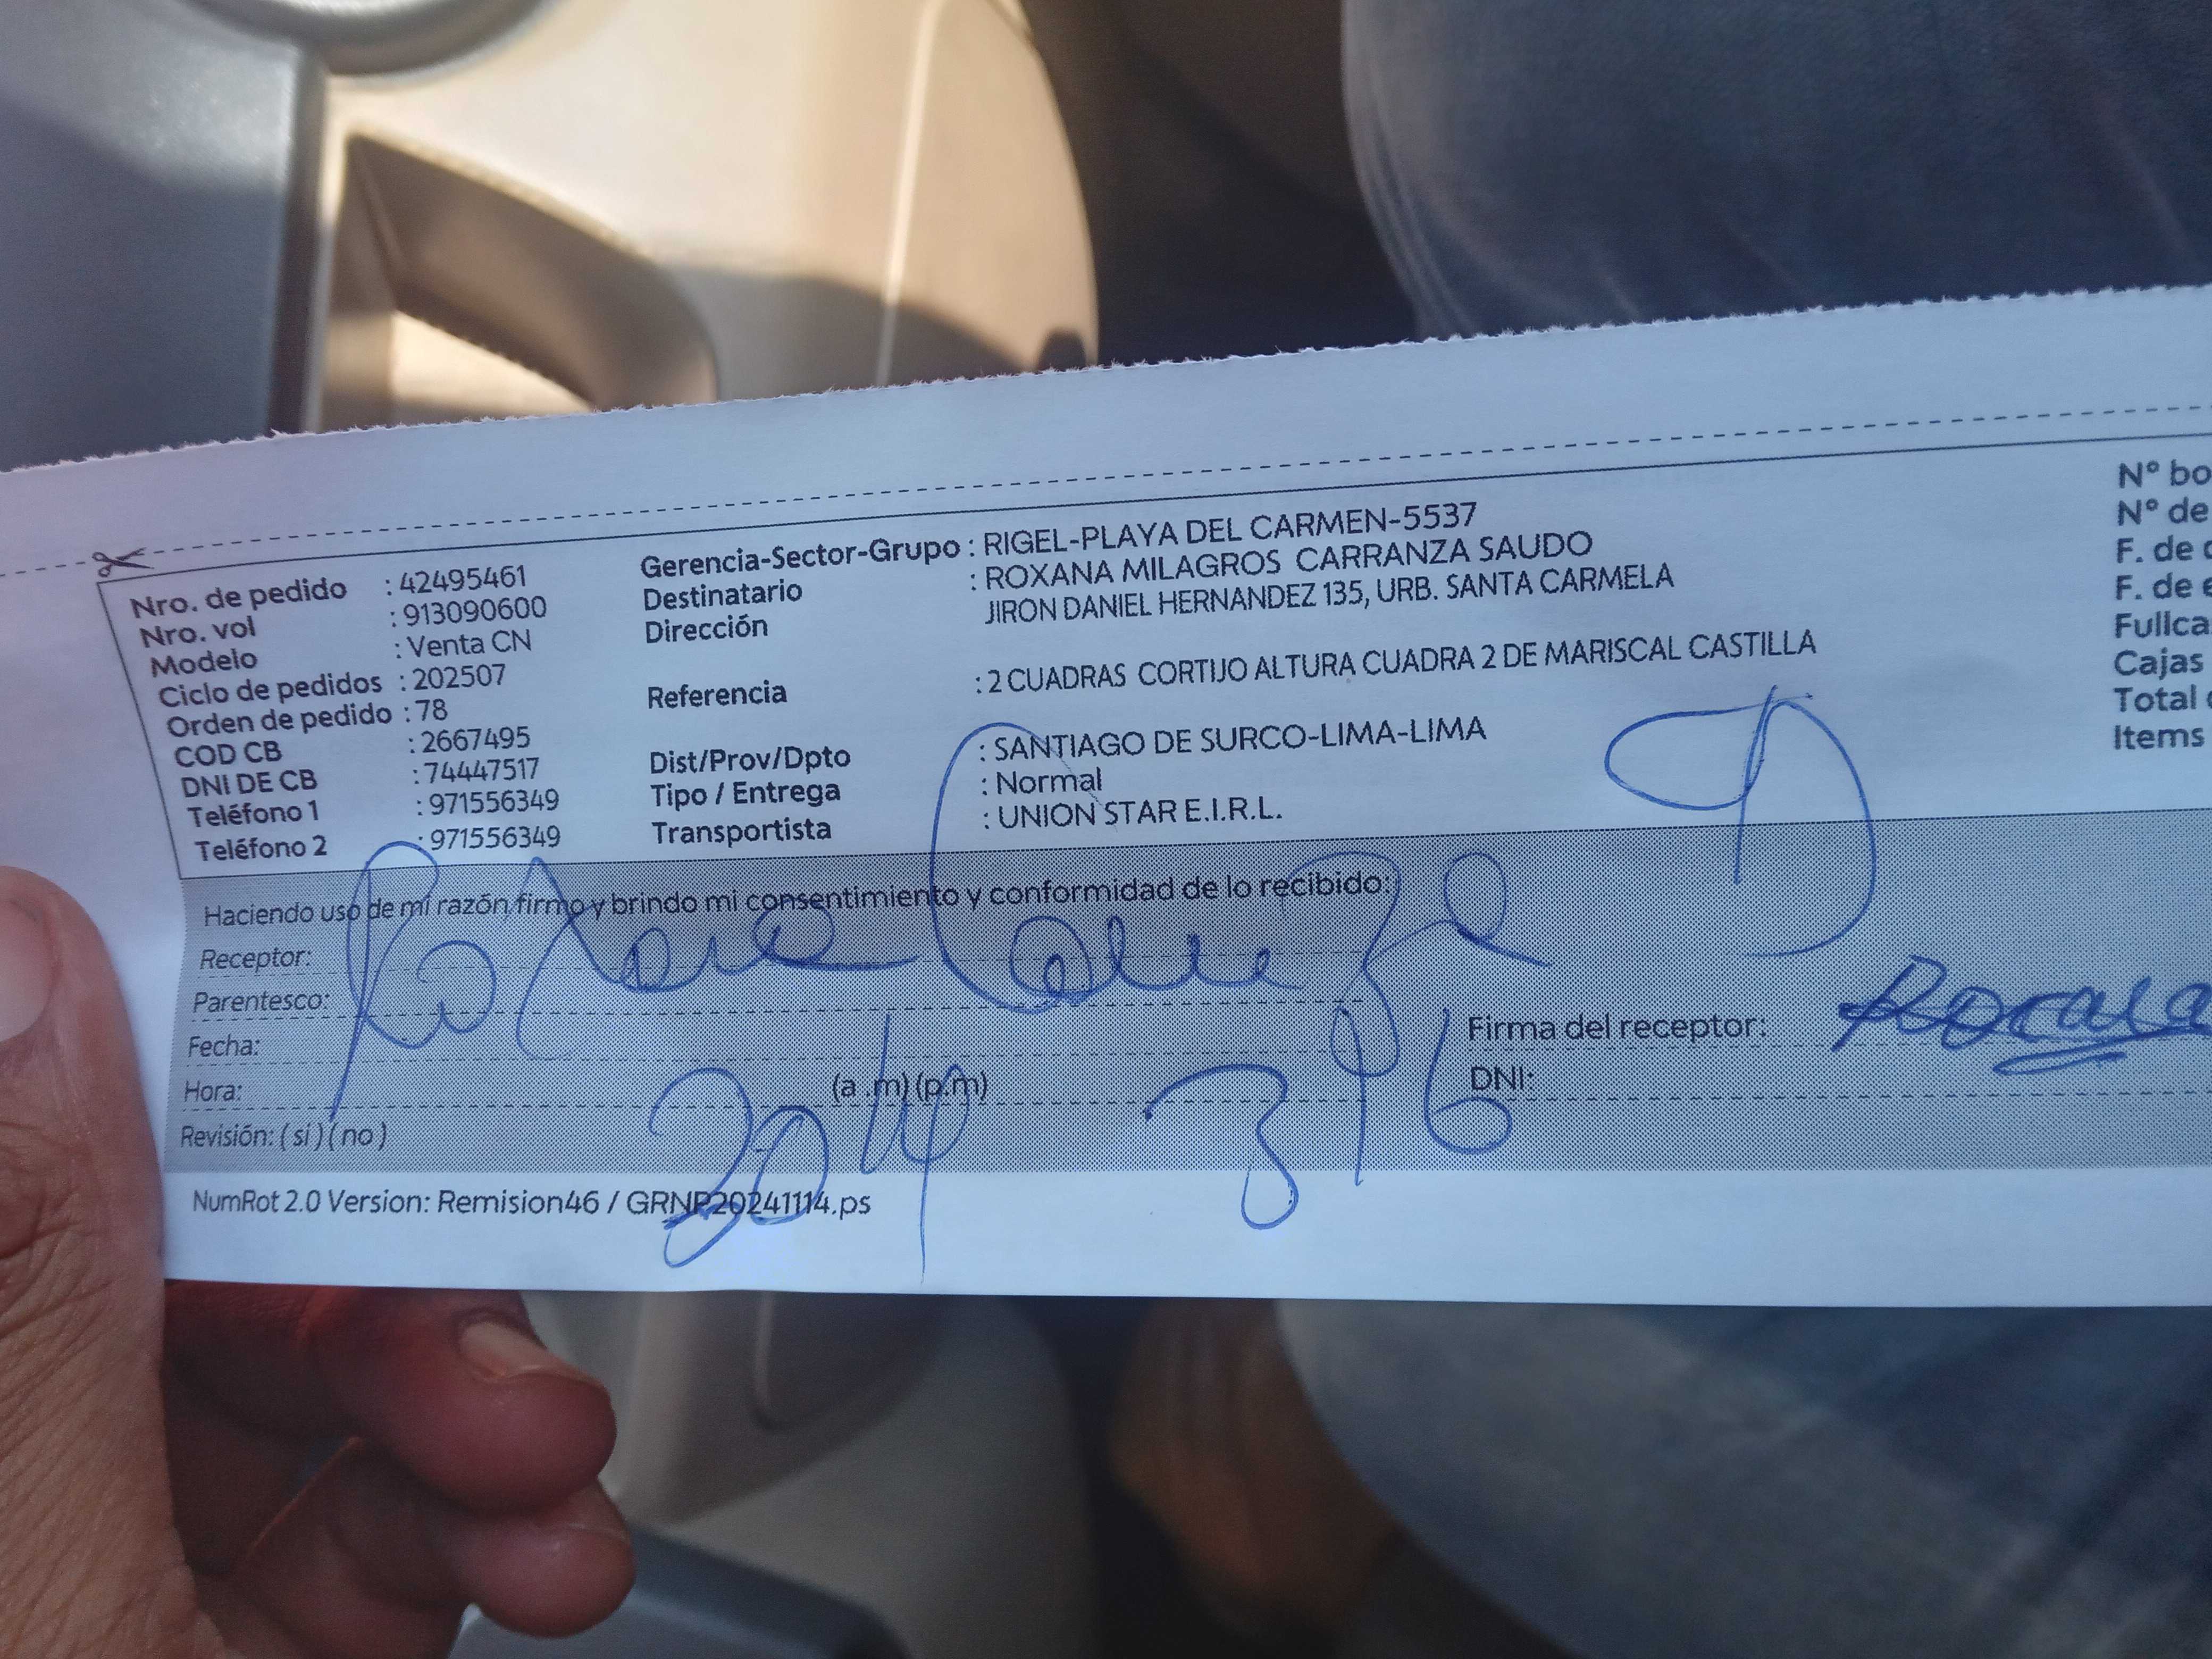 Nro. de pedido : 42495461
Nro. vol : 913090600
Modelo : Venta CN
Ciclo de pedidos : 202507
Orden de pedido : 78
COD CB : 2667495
DNI DE CB : 74447517
Teléfono 1 : 971556349
Teléfono 2 : 971556349
Gerencia-Sector-Grupo : RIGEL-PLAYA DEL CARMEN-5537
Destinatario : ROXANA MILAGROS CARRANZA SAUDO
Dirección JIRON DANIEL HERNANDEZ 135, URB. SANTA CARMELA
Referencia : 2 CUADRAS CORTIJO ALTURA CUADRA 2 DE MARISCAL CASTILLA
Dist/Prov/Dpto : SANTIAGO DE SURCO-LIMA-LIMA
Tipo / Entrega : Normal
Transportista : UNION STAR E.I.R.L.
N° bo
N° de
F. de
F. de e
Fullca
Cajas
Total
Items
Haciendo uso de mi razón firmo y brindo mi consentimiento y conformidad de lo recibido:
Receptor:
Parentesco:
Fecha:
Hora: (a .m) (p.m)
Revisión: ( si ) ( no )
Firma del receptor:
DNI:
NumRot 2.0 Version: Remision46 / GRNP20241114.ps